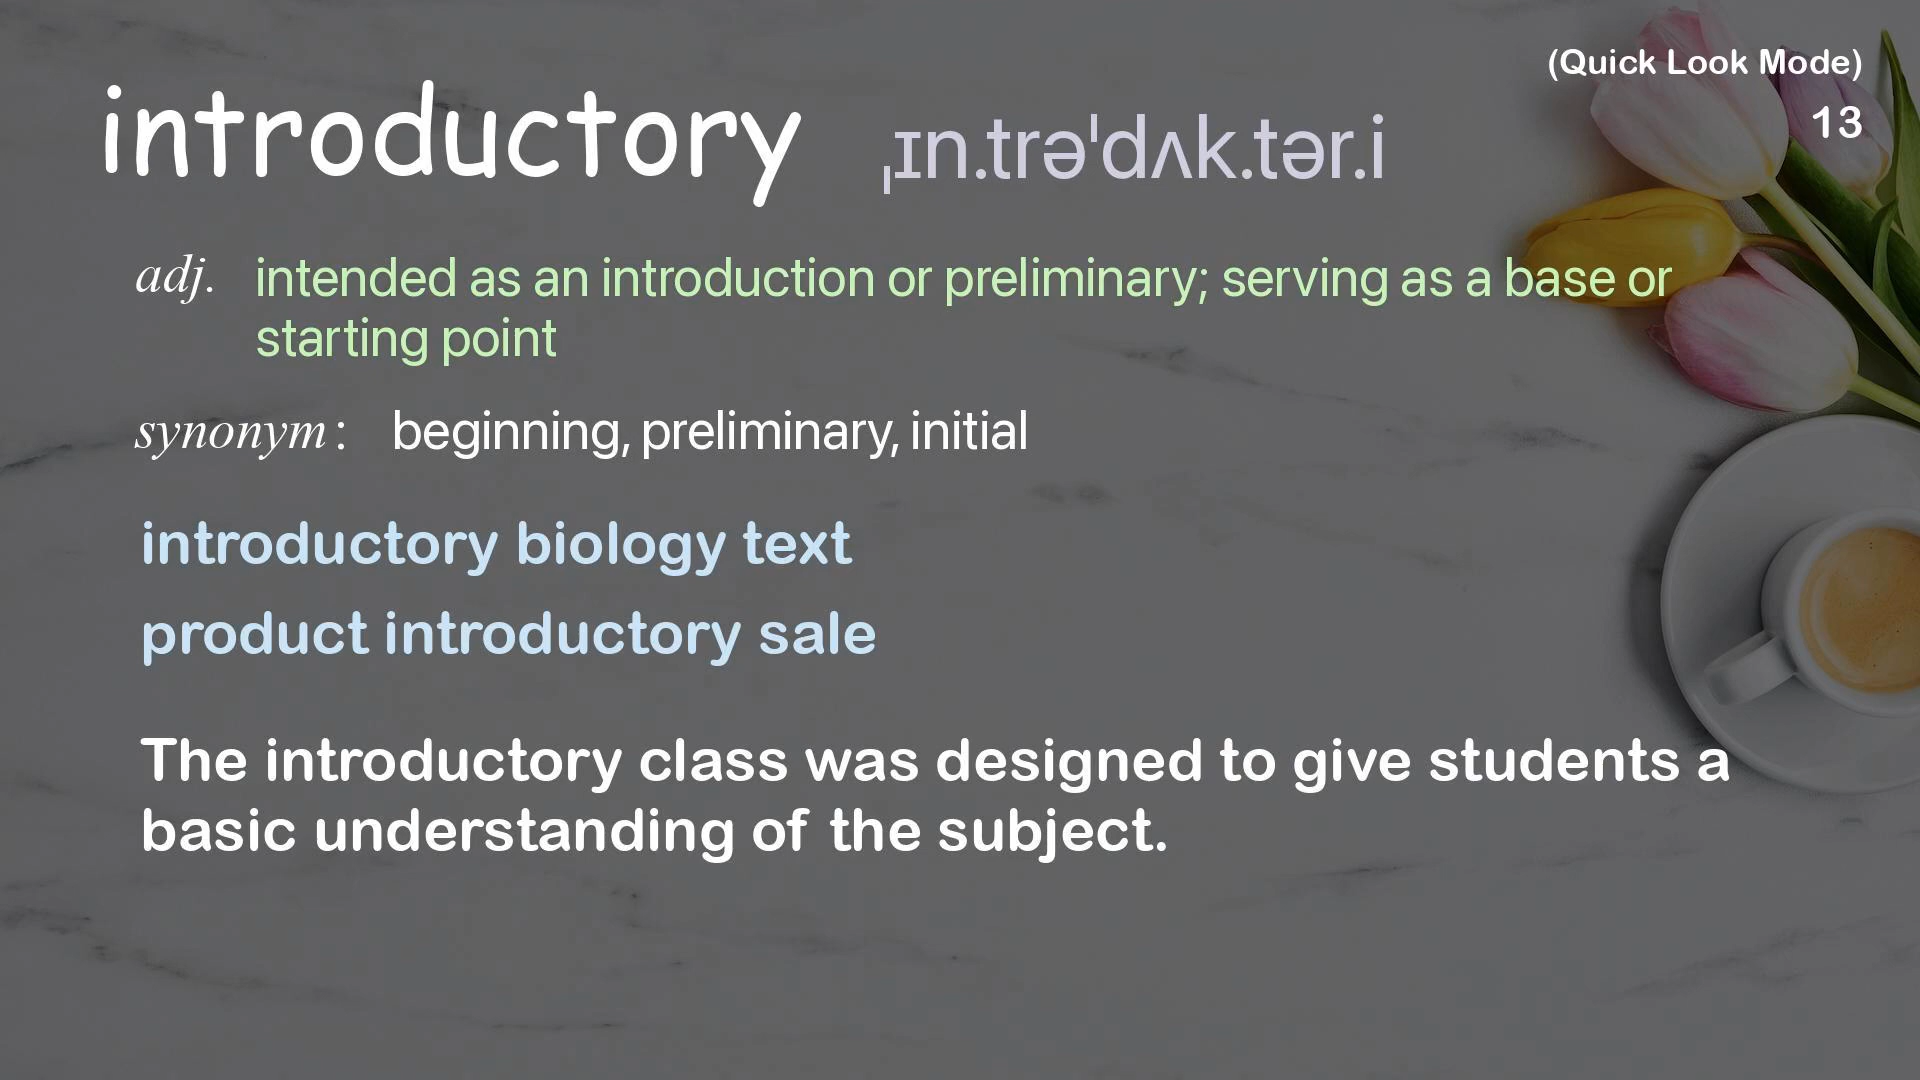 (Quick Look Mode)
introductory ˌɪn.trəˈdʌk.tər.i
13
adj. intended as an introduction or preliminary; serving as a base or
starting point
synonym : beginning, preliminary, initial
introductory biology text
product introductory sale
The introductory class was designed to give students a
basic understanding of the subject.